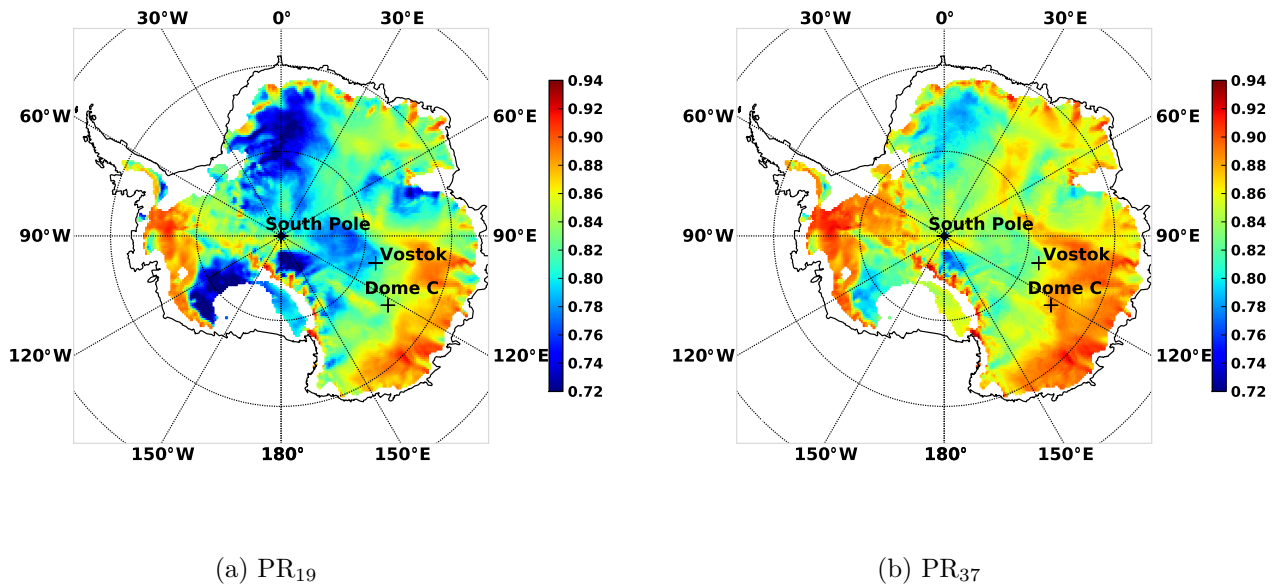 30°W 0° 30°E
60°W 60°E
90°W 90°E
120°W 120°E
150°W 180° 150°E
South Pole
Vostok
Dome C
0.94
0.92
0.90
0.88
0.86
0.84
0.82
0.80
0.78
0.76
0.74
0.72
(a) PR19
30°W 0° 30°E
60°W 60°E
90°W 90°E
120°W 120°E
150°W 180° 150°E
South Pole
Vostok
Dome C
0.94
0.92
0.90
0.88
0.86
0.84
0.82
0.80
0.78
0.76
0.74
0.72
(b) PR37